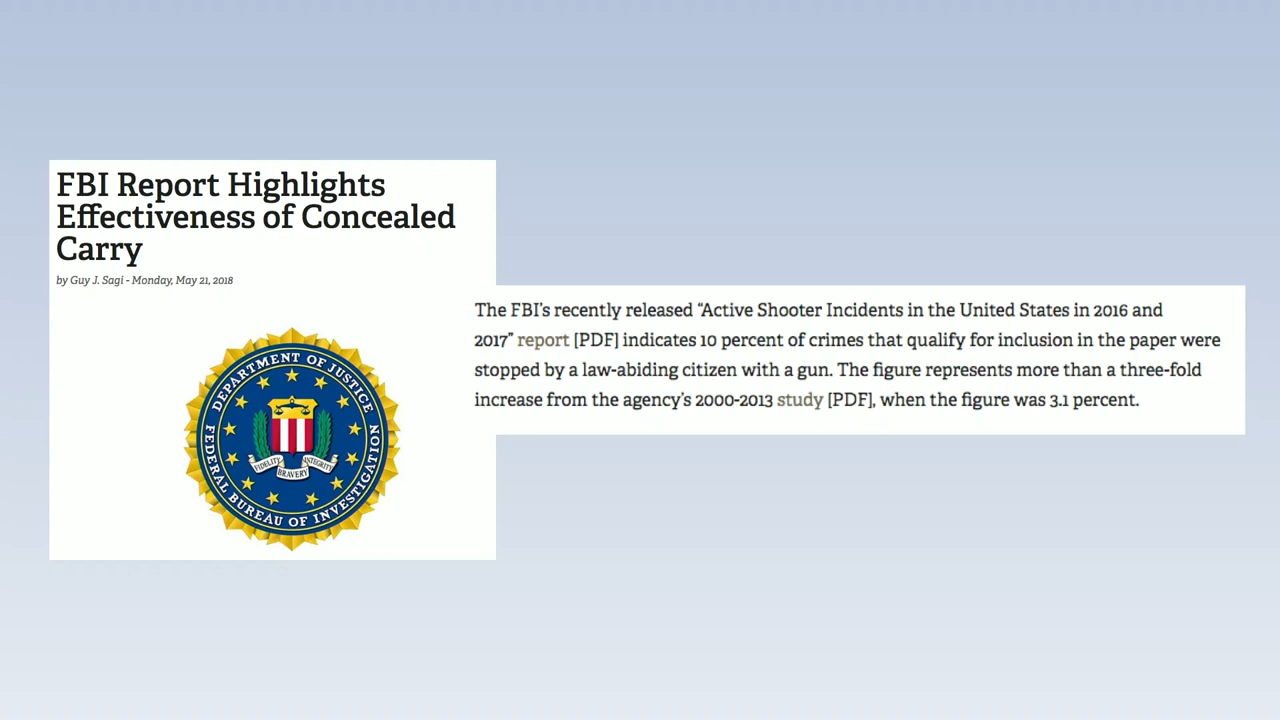 FBI Report Highlights
Effectiveness of Concealed
Carry
by Guy J. Sagi - Monday, May 21, 2018
DEPARTMENT OF JUSTICE
FEDERAL BUREAU OF INVESTIGATION
FIDELITY
BRAVERY
INTEGRITY
The FBI's recently released “Active Shooter Incidents in the United States in 2016 and
2017” report [PDF] indicates 10 percent of crimes that qualify for inclusion in the paper were
stopped by a law-abiding citizen with a gun. The figure represents more than a three-fold
increase from the agency's 2000-2013 study [PDF], when the figure was 3.1 percent.